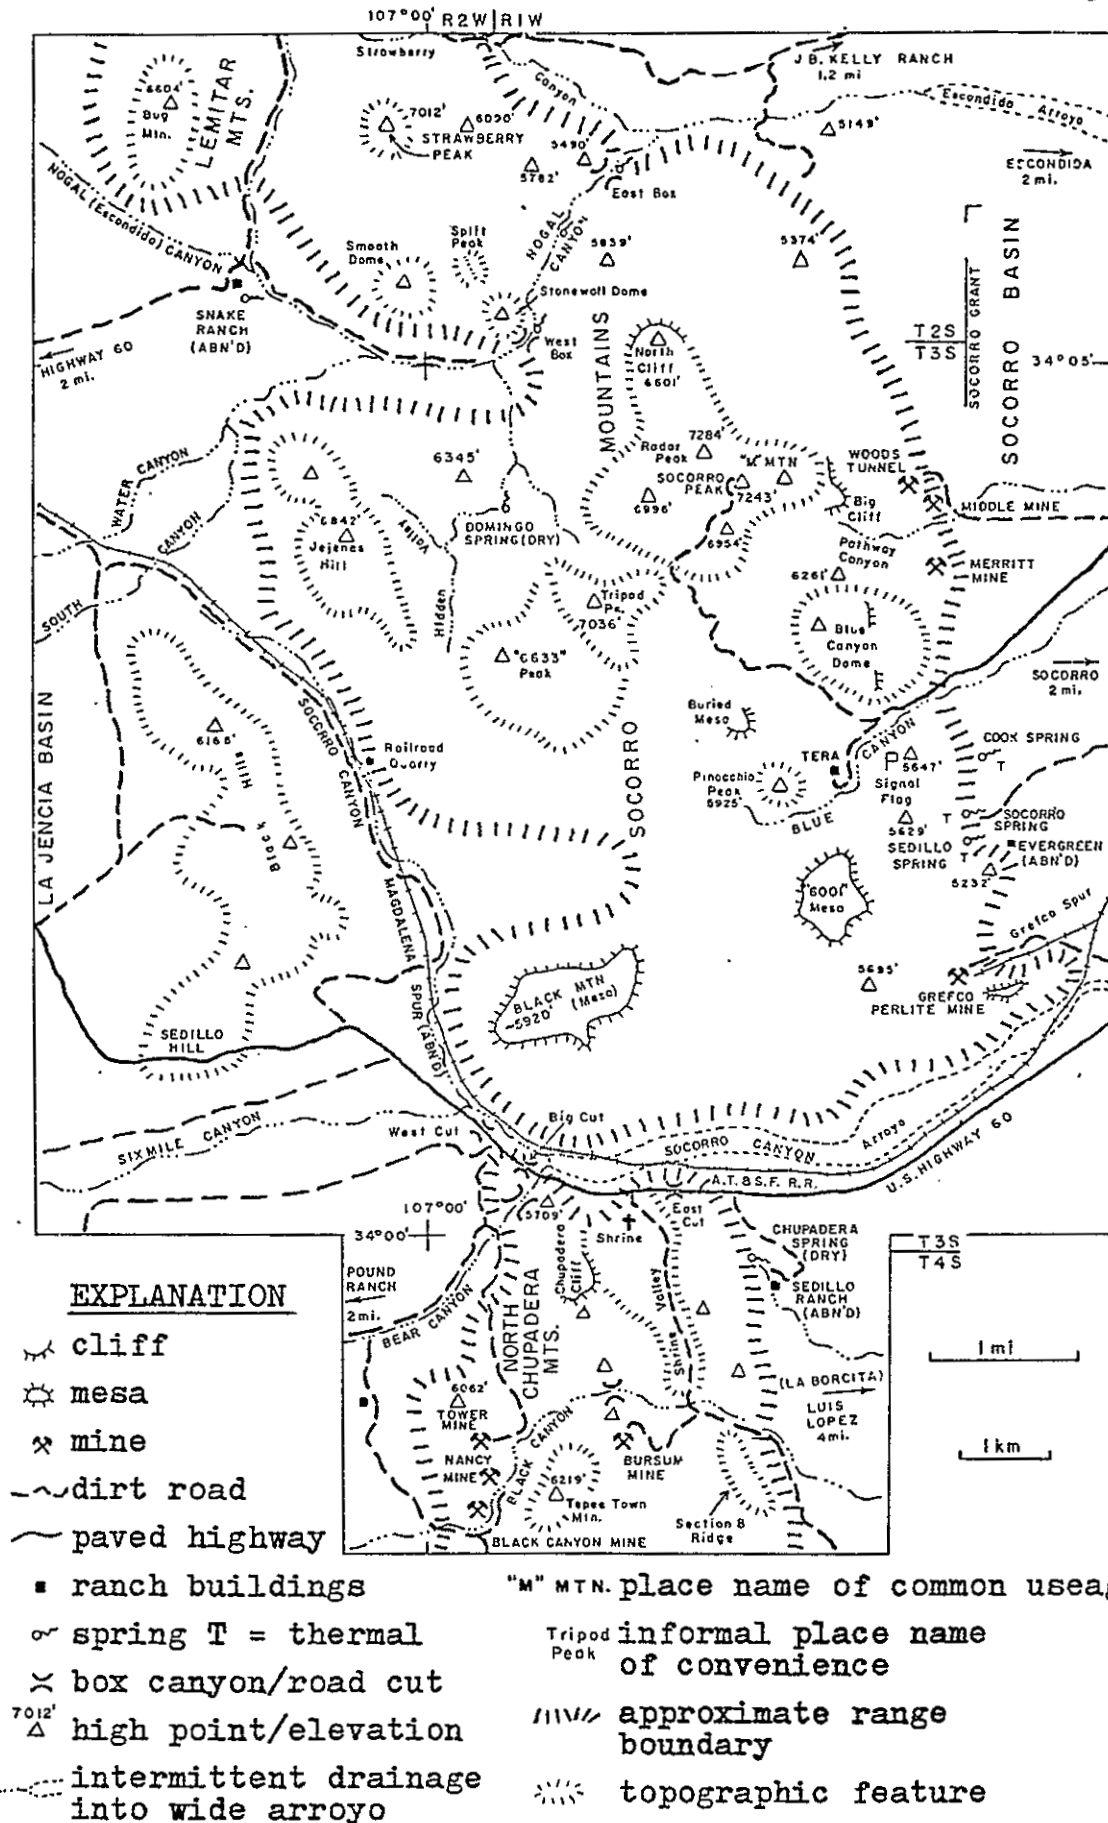 107°00' R2W R1W
Strawberry
Canyon
J.B. KELLY RANCH
1.2 mi
Escondida Arroyo
5149'
ESCONDIDA
2 mi.
6604'
Bug
Mtn.
LEMITAR
MTS.
7012'
6090'
STRAWBERRY
PEAK
5490'
5782'
East Box
NOGAL (Escondido) CANYON
NOGAL
CANYON
Split
Peak
Smooth
Dome
5839'
5374'
Stonewall Dome
West
Box
SNAKE
RANCH
(ABN'D)
HIGHWAY 60
2 mi.
MOUNTAINS
North
Cliff
6601'
T2S
T3S
SOCORRO GRANT
SOCORRO BASIN
34°05'
WATER CANYON
6345'
Radar
Peak
7284'
"M" MTN
SOCORRO
PEAK
7243'
6996'
6954'
WOODS
TUNNEL
Big
Cliff
MIDDLE MINE
Pathway
Canyon
MERRITT
MINE
6261'
DOMINGO
SPRING (DRY)
6842'
Jejenes
Hill
Hidden
Valley
SOUTH
CANYON
Tripod
Pk.
7036'
"6633"
Peak
Blue
Canyon
Dome
SOCORRO
2 mi.
LA JENCIA BASIN
6165'
Black
Hills
SOCORRO CANYON
Railroad
Quarry
SOCORRO
Buried
Mesa
TERA
CANYON
BLUE
Pinocchio
Peak
5925'
5647'
Signal
Flag
COOK SPRING
T
5629'
T
SOCORRO
SPRING
SEDILLO
SPRING
T
EVERGREEN
(ABN'D)
5232'
"6001"
Mesa
MAGDALENA
SPUR (ABN'D)
BLACK MTN
(Mesa)
~5920'
5695'
Grefco Spur
GREFCO
PERLITE MINE
SEDILLO
HILL
SIXMILE CANYON
West Cut
Big Cut
SOCORRO CANYON
Arroyo
A.T.&S.F. R.R.
U.S. HIGHWAY 60
107°00'
34°00'
5709'
Shrine
East
Cut
CHUPADERA
SPRING
(DRY)
T3S
T4S
SEDILLO
RANCH
(ABN'D)
POUND
RANCH
2 mi.
BEAR CANYON
NORTH
CHUPADERA
MTS.
Chupadera
Cliff
Shrine
Valley
1 mi
(LA BORCITA)
LUIS
LOPEZ
4 mi.
1 km
6062'
TOWER
MINE
NANCY
MINE
BLACK CANYON
BURSUM
MINE
6219'
Tepee Town
Mtn.
Section 8
Ridge
BLACK CANYON MINE
EXPLANATION
cliff
mesa
mine
dirt road
paved highway
ranch buildings
spring T = thermal
box canyon/road cut
7012'
high point/elevation
intermittent drainage
into wide arroyo
"M" MTN. place name of common useag
Tripod
Peak
informal place name
of convenience
approximate range
boundary
topographic feature